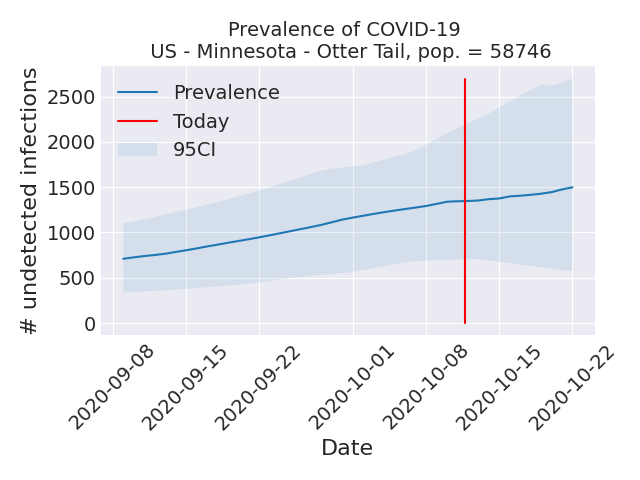 Prevalence of COVID-19
US - Minnesota - Otter Tail, pop. = 58746
# undetected infections
2500
2000
1500
1000
500
0
Prevalence
Today
95CI
2020-09-08
2020-09-15
2020-09-22
2020-10-01
2020-10-08
2020-10-15
2020-10-22
Date